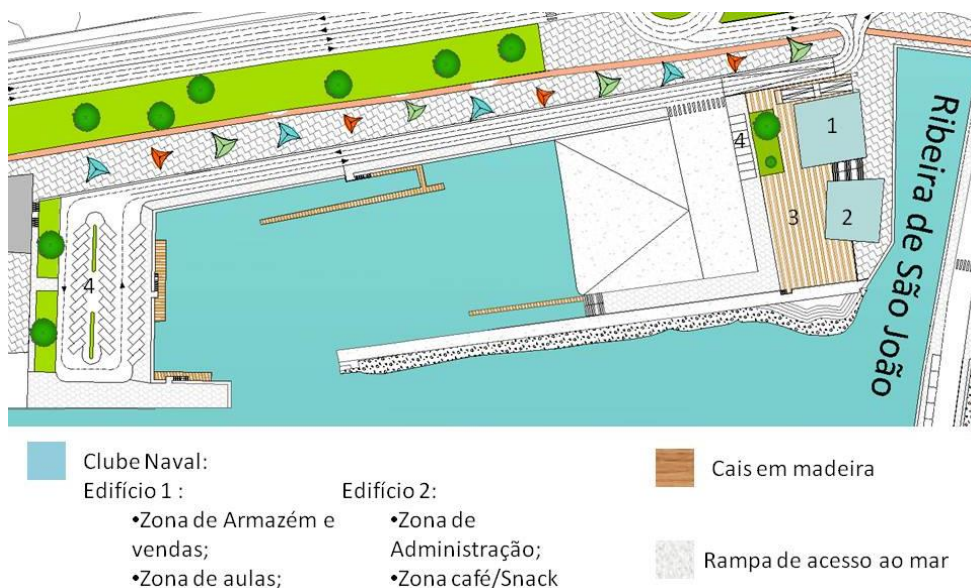 1
4
2
3
4
Ribeira de São João
Clube Naval:
Edifício 1 :
•Zona de Armazém e
vendas;
•Zona de aulas;
Edifício 2:
•Zona de
Administração;
•Zona café/Snack
Cais em madeira
Rampa de acesso ao mar